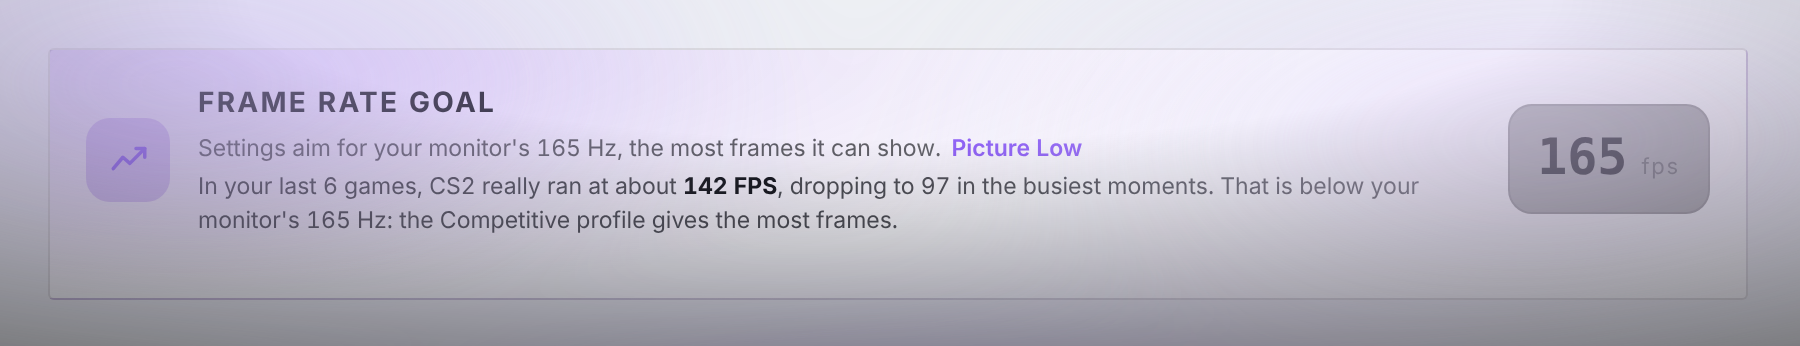 FRAME RATE GOAL
Settings aim for your monitor's 165 Hz, the most frames it can show. Picture Low
In your last 6 games, CS2 really ran at about 142 FPS, dropping to 97 in the busiest moments. That is below your
monitor's 165 Hz: the Competitive profile gives the most frames.
165 fps